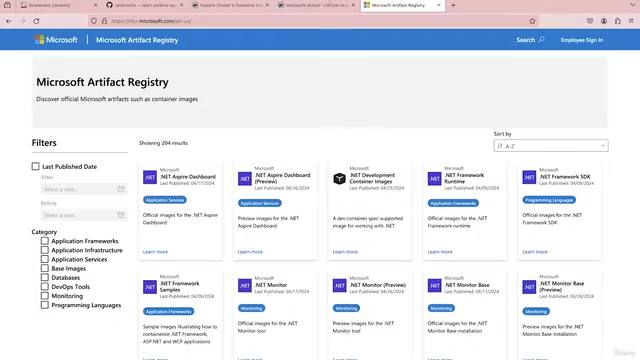 Dashboard [Jenkins]
Explore Docker's Container Im
Microsoft Artifact Registry
https://mcr.microsoft.com/en-us/
Microsoft
Microsoft Artifact Registry
Search
Employee Sign In
Microsoft Artifact Registry
Discover official Microsoft artifacts such as container images
Filters
Showing 204 results
Sort by
A-Z
Last Published Date
After
Select a date...
Before
Select a date...
Category
Application Frameworks
Application Infrastructure
Application Services
Base Images
Databases
DevOps Tools
Monitoring
Programming Languages
Microsoft
.NET Aspire Dashboard
Last Published: 04/17/2024
Application Services
Official images for the .NET Aspire
Dashboard
Learn more
Microsoft
.NET Aspire Dashboard
(Preview)
Last Published: 04/16/2024
Application Services
Preview images for the .NET
Aspire Dashboard
Learn more
Microsoft
.NET Development
Container Images
Last Published: 04/25/2024
A dev container spec-supported
image for working with .NET.
Learn more
Microsoft
.NET Framework
Runtime
Last Published: 04/09/2024
Application Frameworks
Official images for the .NET
Framework runtime
Learn more
Microsoft
.NET Framework SDK
Last Published: 04/09/2024
Programming Languages
Official images for the .NET
Framework SDK
Learn more
Microsoft
.NET Framework
Samples
Last Published: 04/09/2024
Application Frameworks
Sample images illustrating how to
containerize .NET Framework,
ASP.NET and WCF applications
Microsoft
.NET Monitor
Last Published: 04/17/2024
Monitoring
Official images for the .NET
Monitor tool
Microsoft
.NET Monitor (Preview)
Last Published: 04/26/2024
Monitoring
Preview images for the .NET
Monitor tool
Microsoft
.NET Monitor Base
Last Published: 04/17/2024
Monitoring
Official images for the .NET
Monitor Base installation
Microsoft
.NET Monitor Base
(Preview)
Last Published: 04/26/2024
Monitoring
Preview images for the .NET
Monitor Base installation